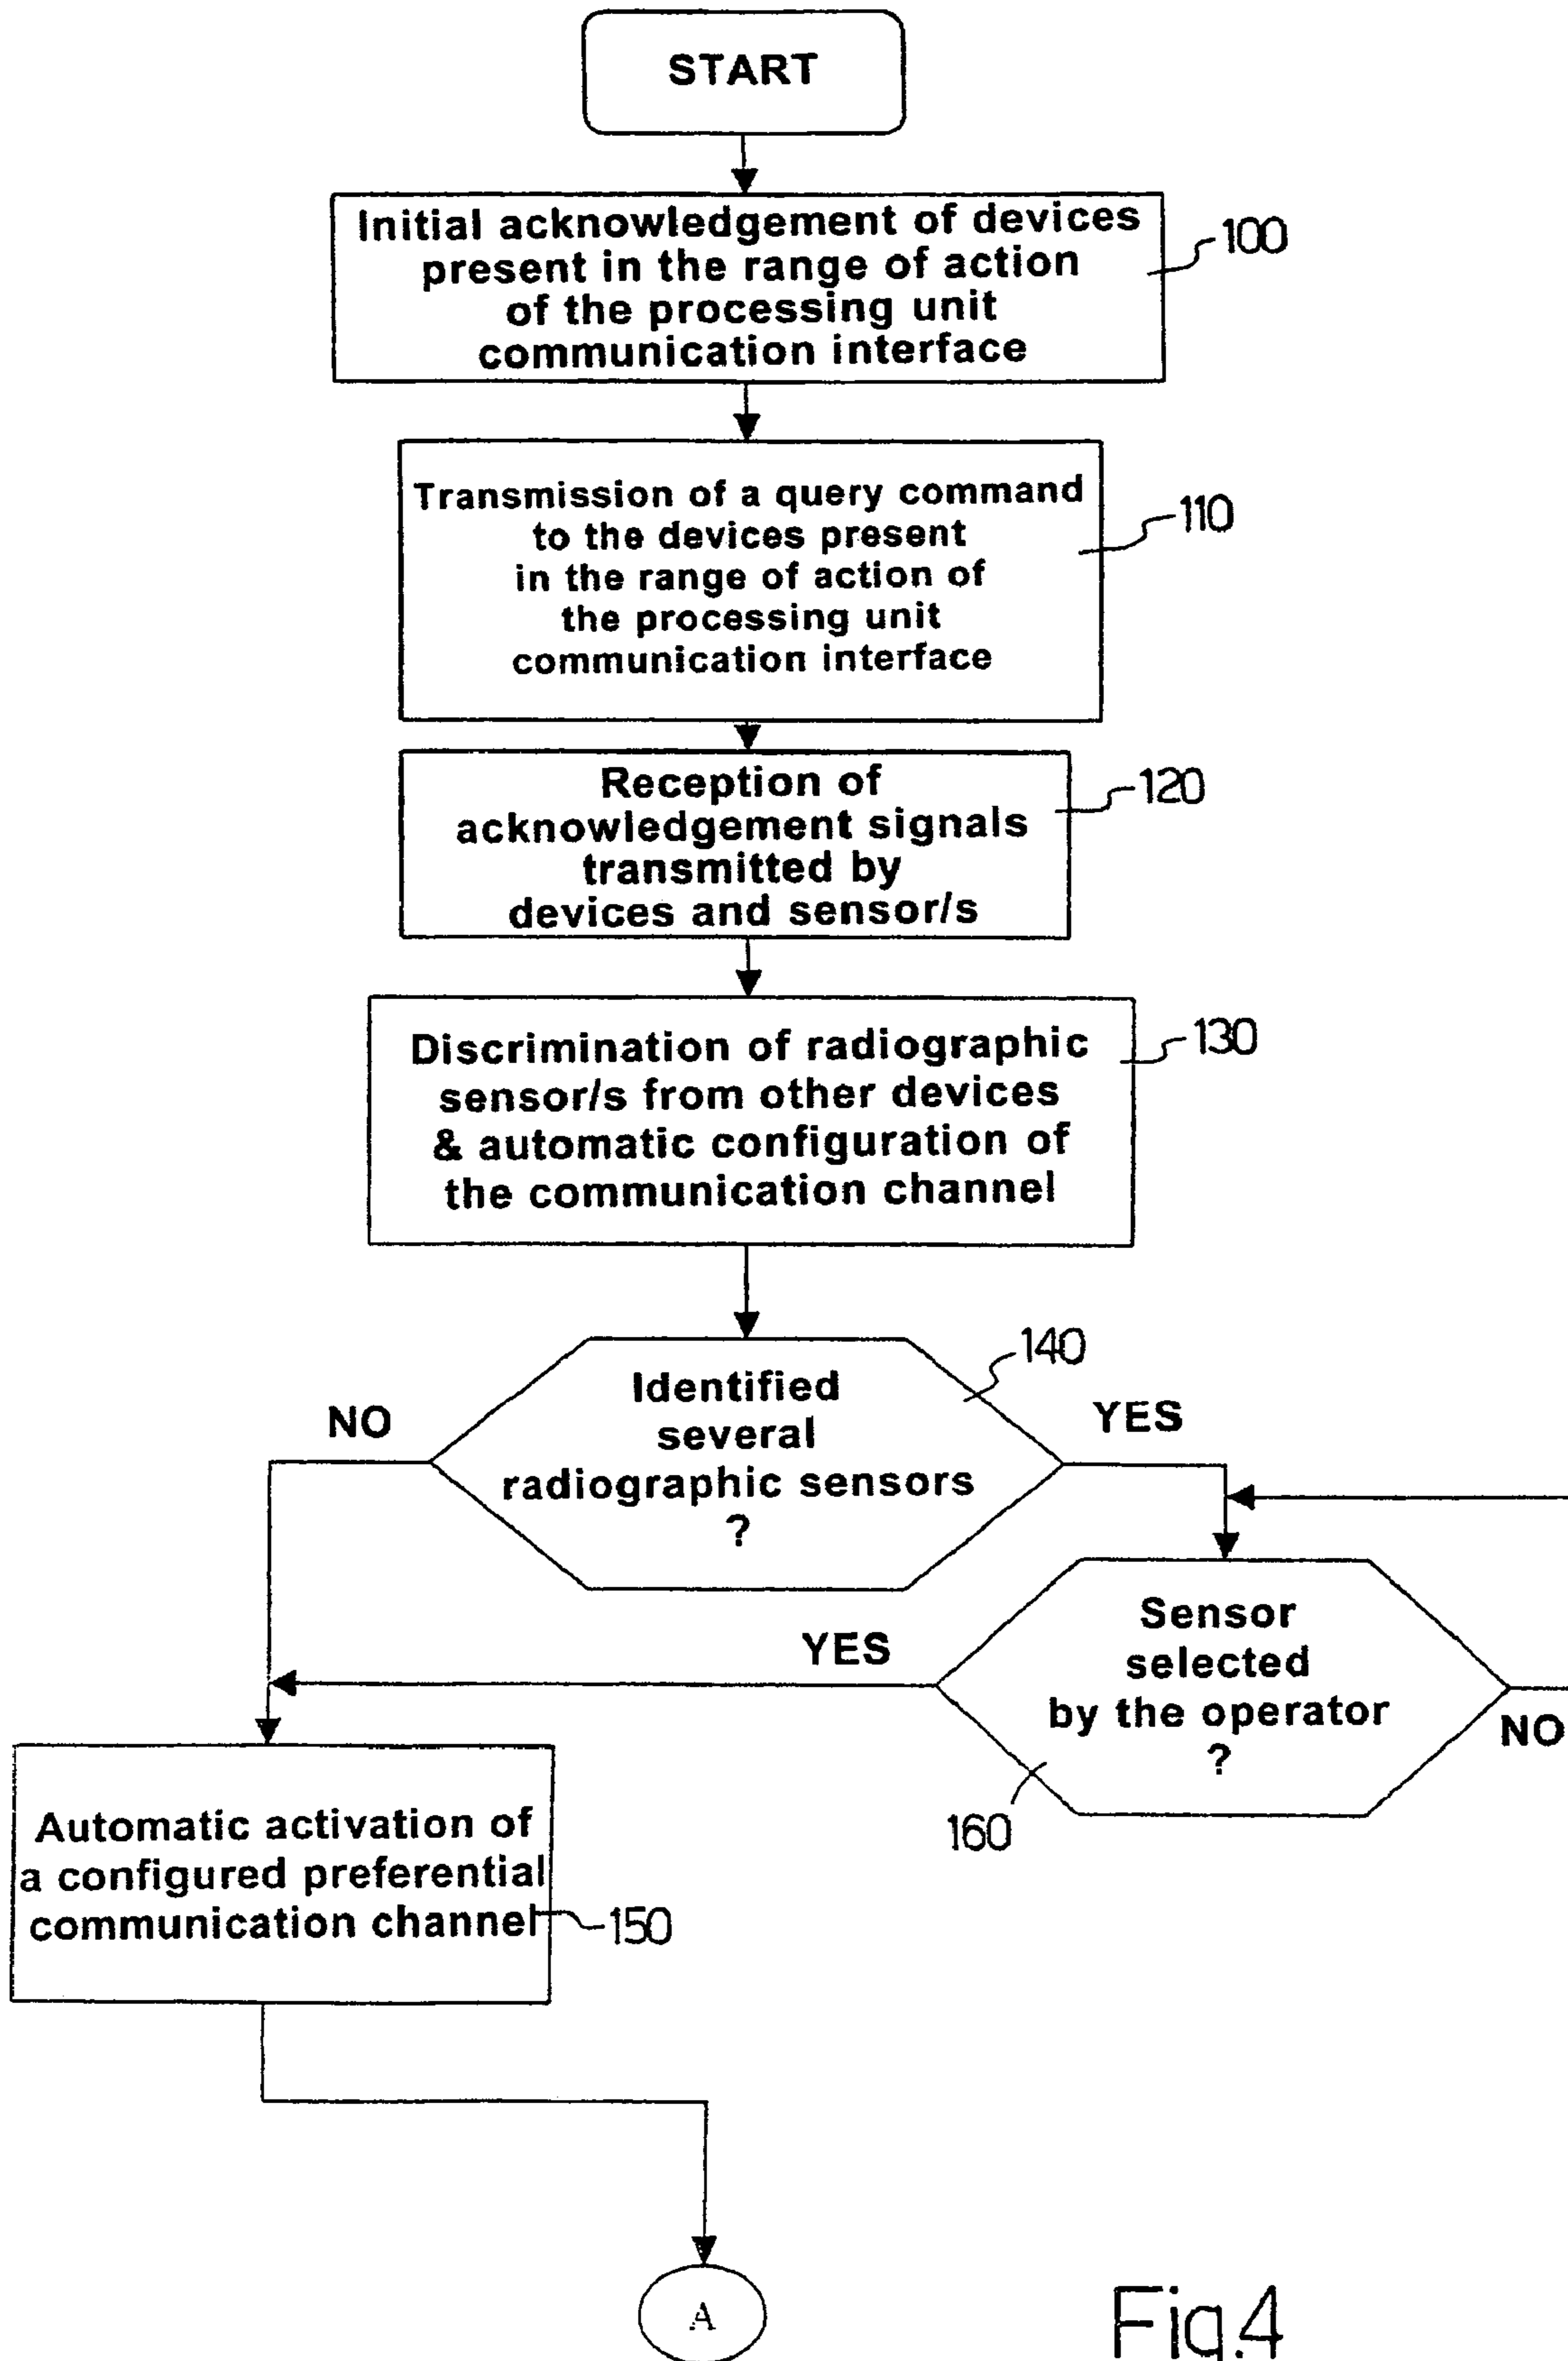 START
Initial acknowledgement of devices
present in the range of action
of the processing unit
communication interface
100
Transmission of a query command
to the devices present
in the range of action of
the processing unit
communication interface
110
Reception of
acknowledgement signals
transmitted by
devices and sensor/s
120
Discrimination of radiographic
sensor/s from other devices
& automatic configuration of
the communication channel
130
Identified
several
radiographic sensors
?
140
NO
YES
Sensor
selected
by the operator
?
160
YES
NO
Automatic activation of
a configured preferential
communication channel
150
A
Fig.4